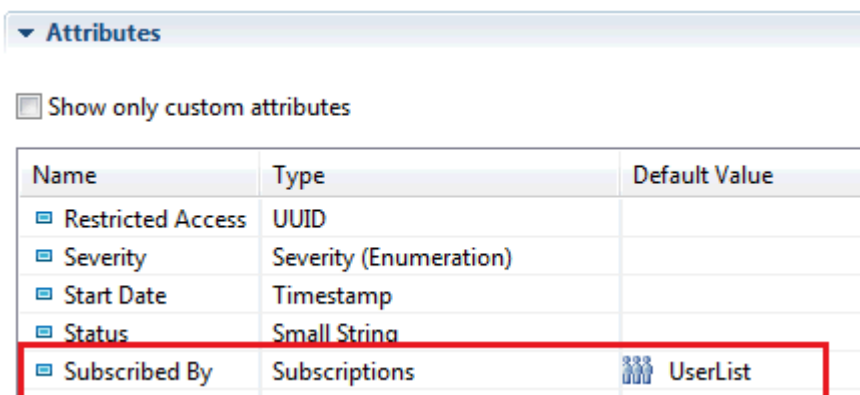 Attributes
Show only custom attributes
Name Type Default Value
Restricted Access UUID
Severity Severity (Enumeration)
Start Date Timestamp
Status Small String
Subscribed By Subscriptions UserList